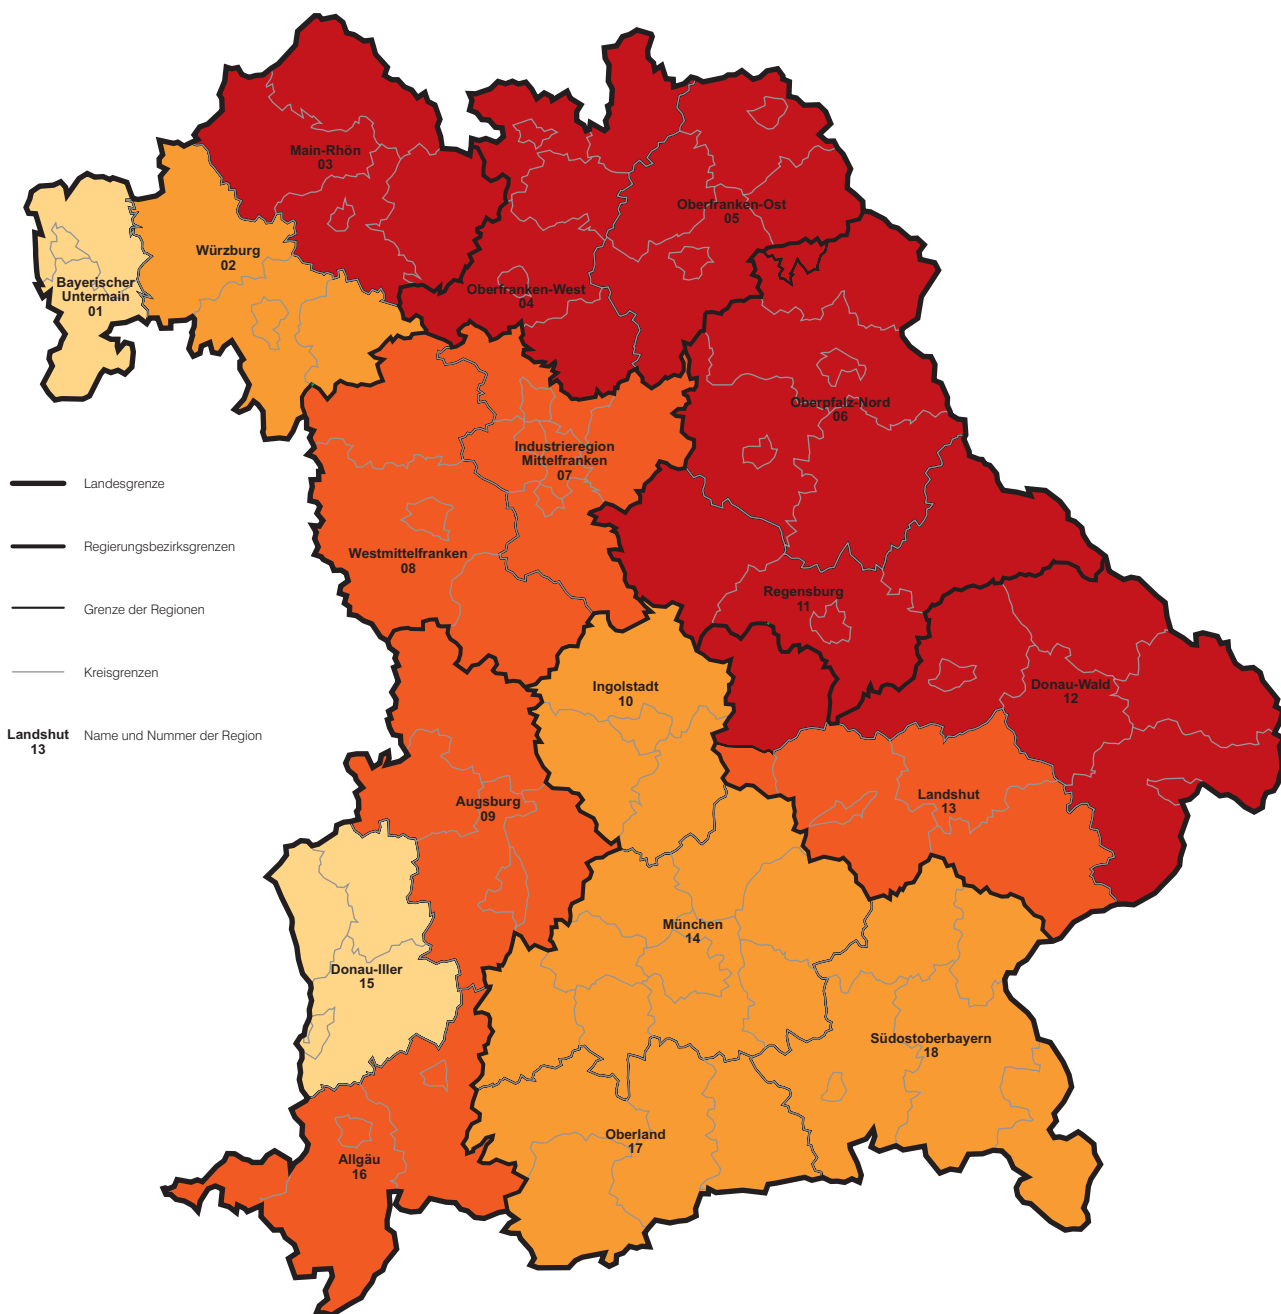 Main-Rhön
03
Oberfranken-Ost
05
Würzburg
02
Bayerischer
Untermain
01
Oberfranken-West
04
Oberpfalz-Nord
06
Industrieregion
Mittelfranken
07
Landesgrenze
Regierungsbezirksgrenzen
Westmittelfranken
08
Regensburg
11
Grenze der Regionen
Kreisgrenzen
Ingolstadt
10
Donau-Wald
12
Landshut
13
Name und Nummer der Region
Augsburg
09
Landshut
13
München
14
Donau-Iller
15
Südostoberbayern
18
Oberland
17
Allgäu
16